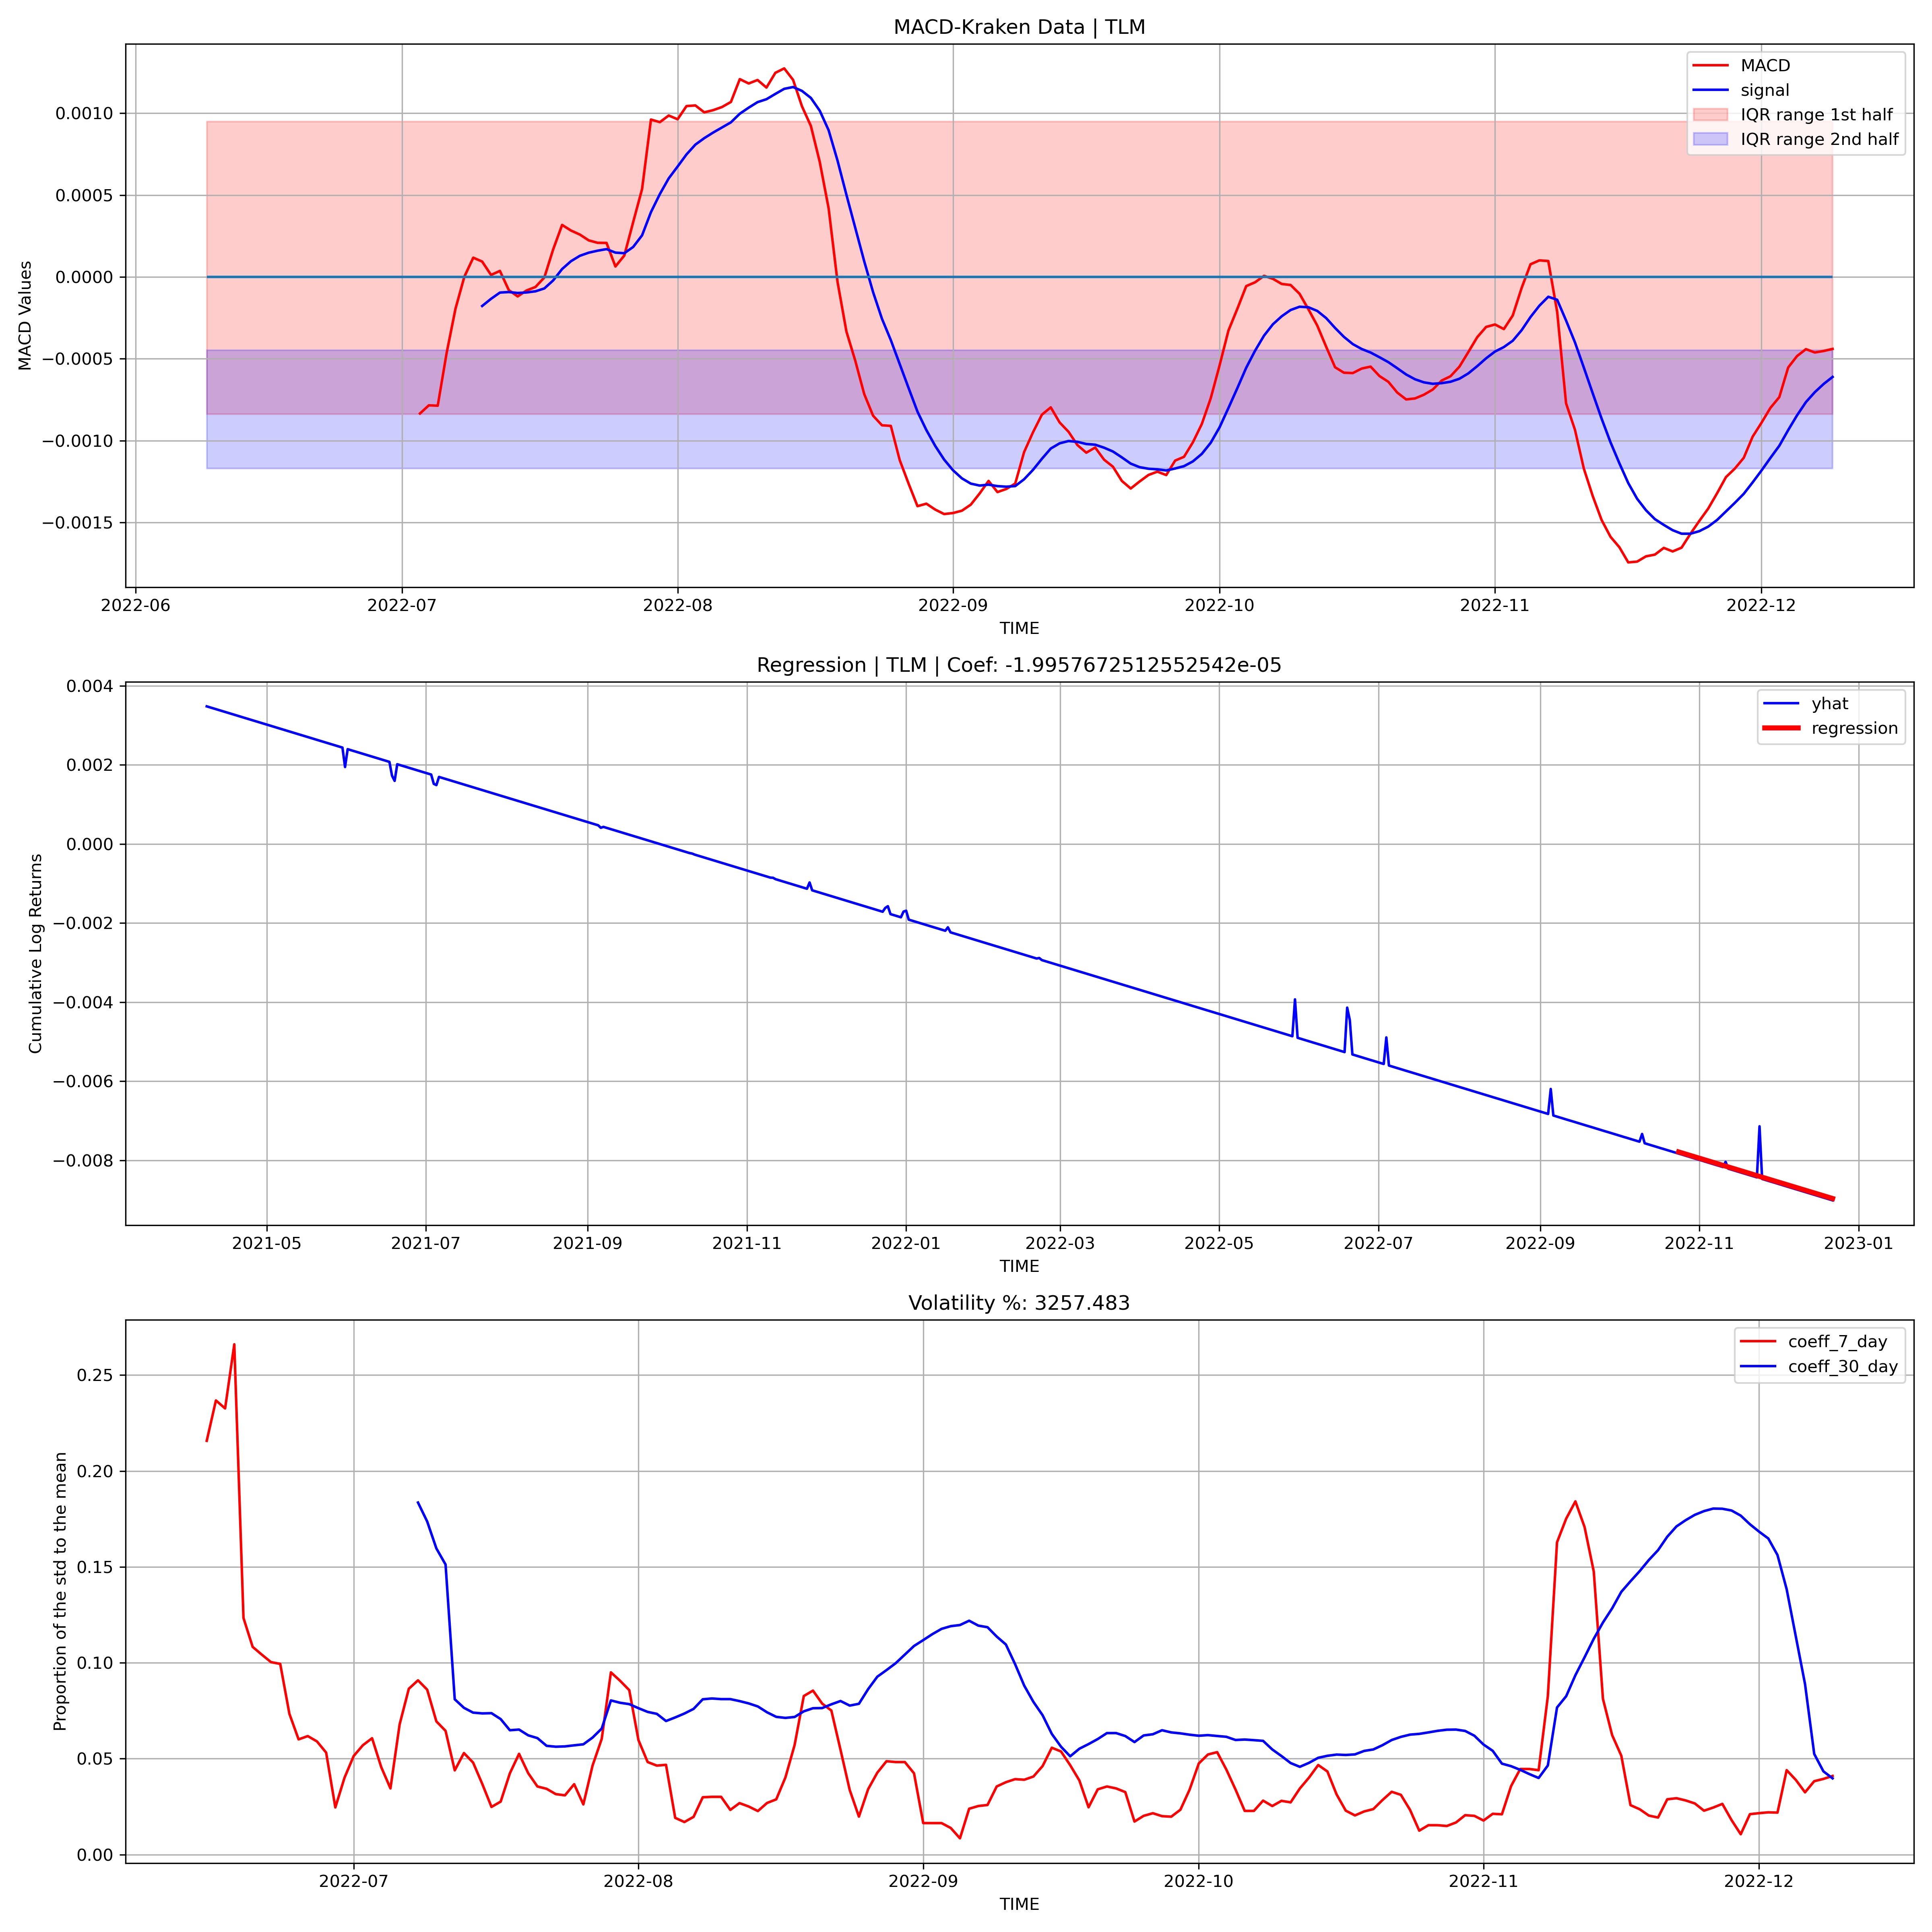 MACD-Kraken Data | TLM
MACD Values
0.0010
0.0005
0.0000
−0.0005
−0.0010
−0.0015
MACD
signal
IQR range 1st half
IQR range 2nd half
2022-06 2022-07 2022-08 2022-09 2022-10 2022-11 2022-12
TIME
Regression | TLM | Coef: -1.9957672512552542e-05
Cumulative Log Returns
0.004
0.002
0.000
−0.002
−0.004
−0.006
−0.008
yhat
regression
2021-05 2021-07 2021-09 2021-11 2022-01 2022-03 2022-05 2022-07 2022-09 2022-11 2023-01
TIME
Volatility %: 3257.483
Proportion of the std to the mean
0.25
0.20
0.15
0.10
0.05
0.00
coeff_7_day
coeff_30_day
2022-07 2022-08 2022-09 2022-10 2022-11 2022-12
TIME